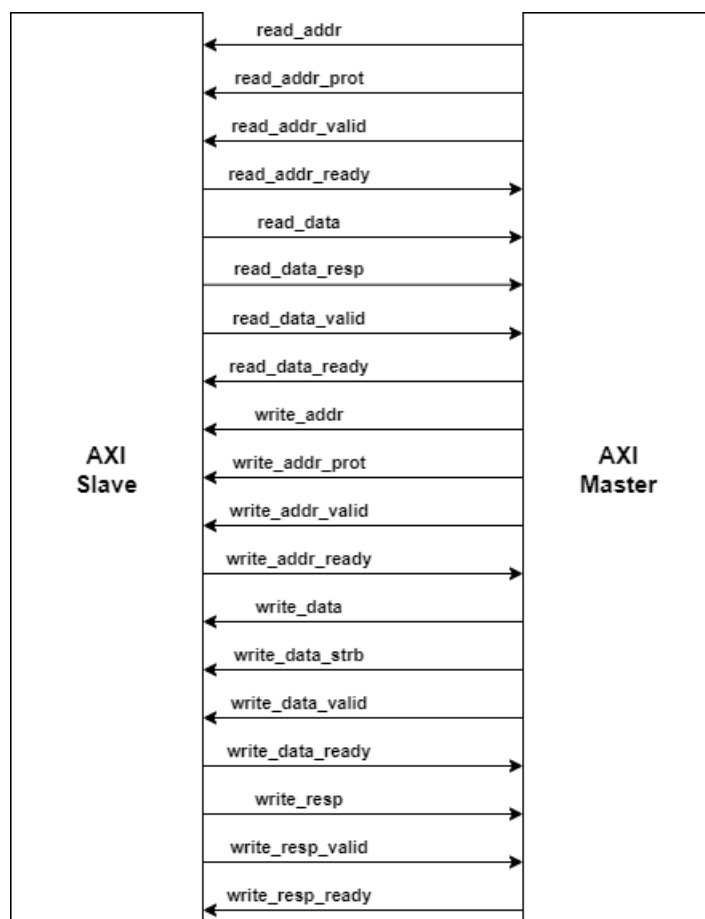 read_addr
read_addr_prot
read_addr_valid
read_addr_ready
read_data
read_data_resp
read_data_valid
read_data_ready
write_addr
AXI
Slave
AXI
Master
write_addr_prot
write_addr_valid
write_addr_ready
write_data
write_data_strb
write_data_valid
write_data_ready
write_resp
write_resp_valid
write_resp_ready